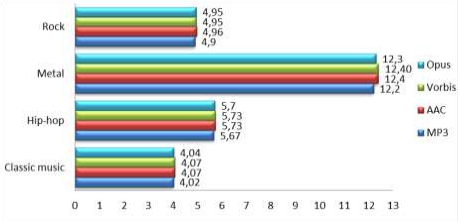 Rock
4,95
4,95
4,96
4,9
Metal
12,3
12,40
12,4
12,2
Hip-hop
5,7
5,73
5,73
5,67
Classic music
4,04
4,07
4,07
4,02
Opus
Vorbis
AAC
MP3
0 1 2 3 4 5 6 7 8 9 10 11 12 13